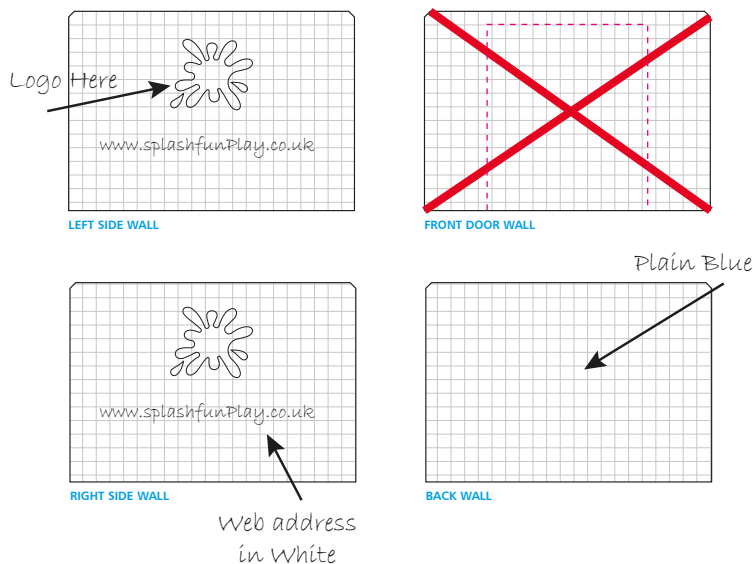 Logo Here
www.splashfunPlay.co.uk
LEFT SIDE WALL
FRONT DOOR WALL
Plain Blue
www.splashfunPlay.co.uk
RIGHT SIDE WALL
BACK WALL
Web address
in White